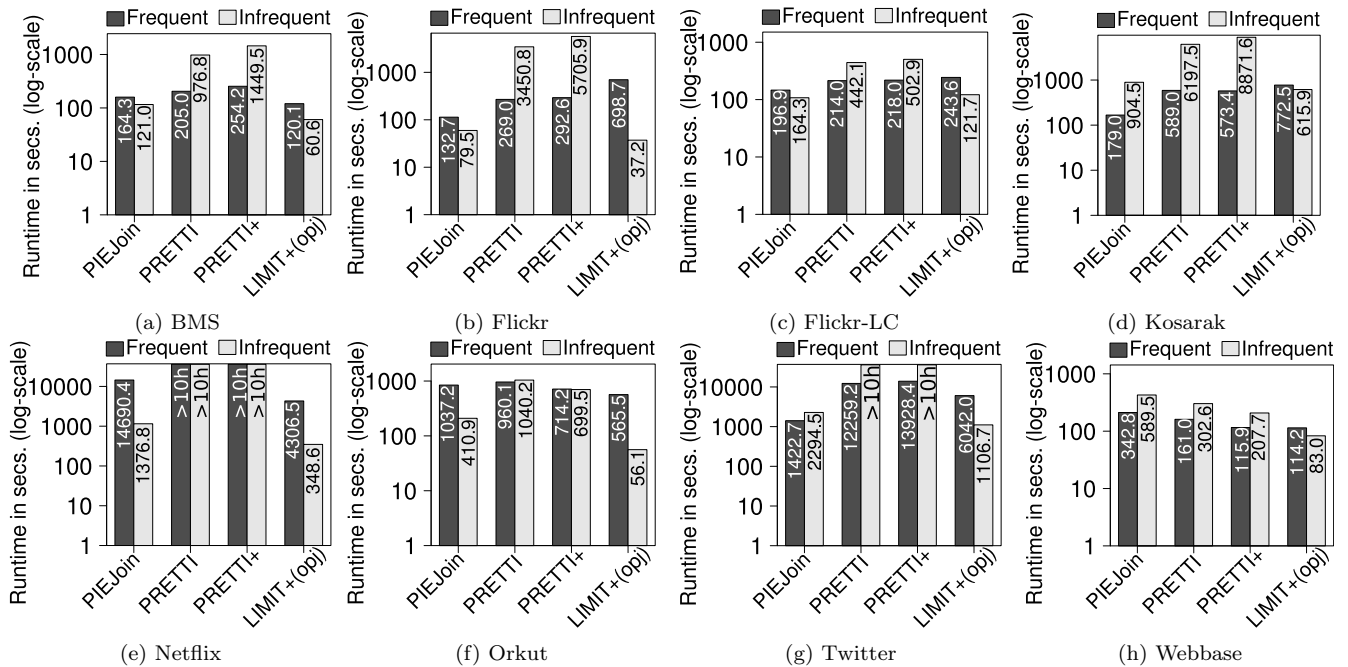 Frequent Infrequent
Runtime in secs. (log-scale)
1000
100
10
1
164.3
121.0
205.0
976.8
254.2
1449.5
120.1
60.6
PIEJoin
PRETTI
PRETTI+
LIMIT+(opj)
(a) BMS
Frequent Infrequent
Runtime in secs. (log-scale)
1000
100
10
1
132.7
79.5
269.0
3450.8
292.6
5705.9
698.7
37.2
PIEJoin
PRETTI
PRETTI+
LIMIT+(opj)
(b) Flickr
Frequent Infrequent
Runtime in secs. (log-scale)
1000
100
10
1
196.9
164.3
214.0
442.1
218.0
502.9
243.6
121.7
PIEJoin
PRETTI
PRETTI+
LIMIT+(opj)
(c) Flickr-LC
Frequent Infrequent
Runtime in secs. (log-scale)
1000
100
10
1
179.0
904.5
589.0
6197.5
573.4
8871.6
772.5
615.9
PIEJoin
PRETTI
PRETTI+
LIMIT+(opj)
(d) Kosarak
Frequent Infrequent
Runtime in secs. (log-scale)
10000
1000
100
10
1
14690.4
1376.8
>10h
>10h
>10h
>10h
4306.5
348.6
PIEJoin
PRETTI
PRETTI+
LIMIT+(opj)
(e) Netflix
Frequent Infrequent
Runtime in secs. (log-scale)
1000
100
10
1
1037.2
410.9
960.1
1040.2
714.2
699.5
565.5
56.1
PIEJoin
PRETTI
PRETTI+
LIMIT+(opj)
(f) Orkut
Frequent Infrequent
Runtime in secs. (log-scale)
10000
1000
100
10
1
1422.7
2294.5
12259.2
>10h
13928.4
>10h
6042.0
1106.7
PIEJoin
PRETTI
PRETTI+
LIMIT+(opj)
(g) Twitter
Frequent Infrequent
Runtime in secs. (log-scale)
1000
100
10
1
342.8
589.5
161.0
302.6
115.9
207.7
114.2
83.0
PIEJoin
PRETTI
PRETTI+
LIMIT+(opj)
(h) Webbase